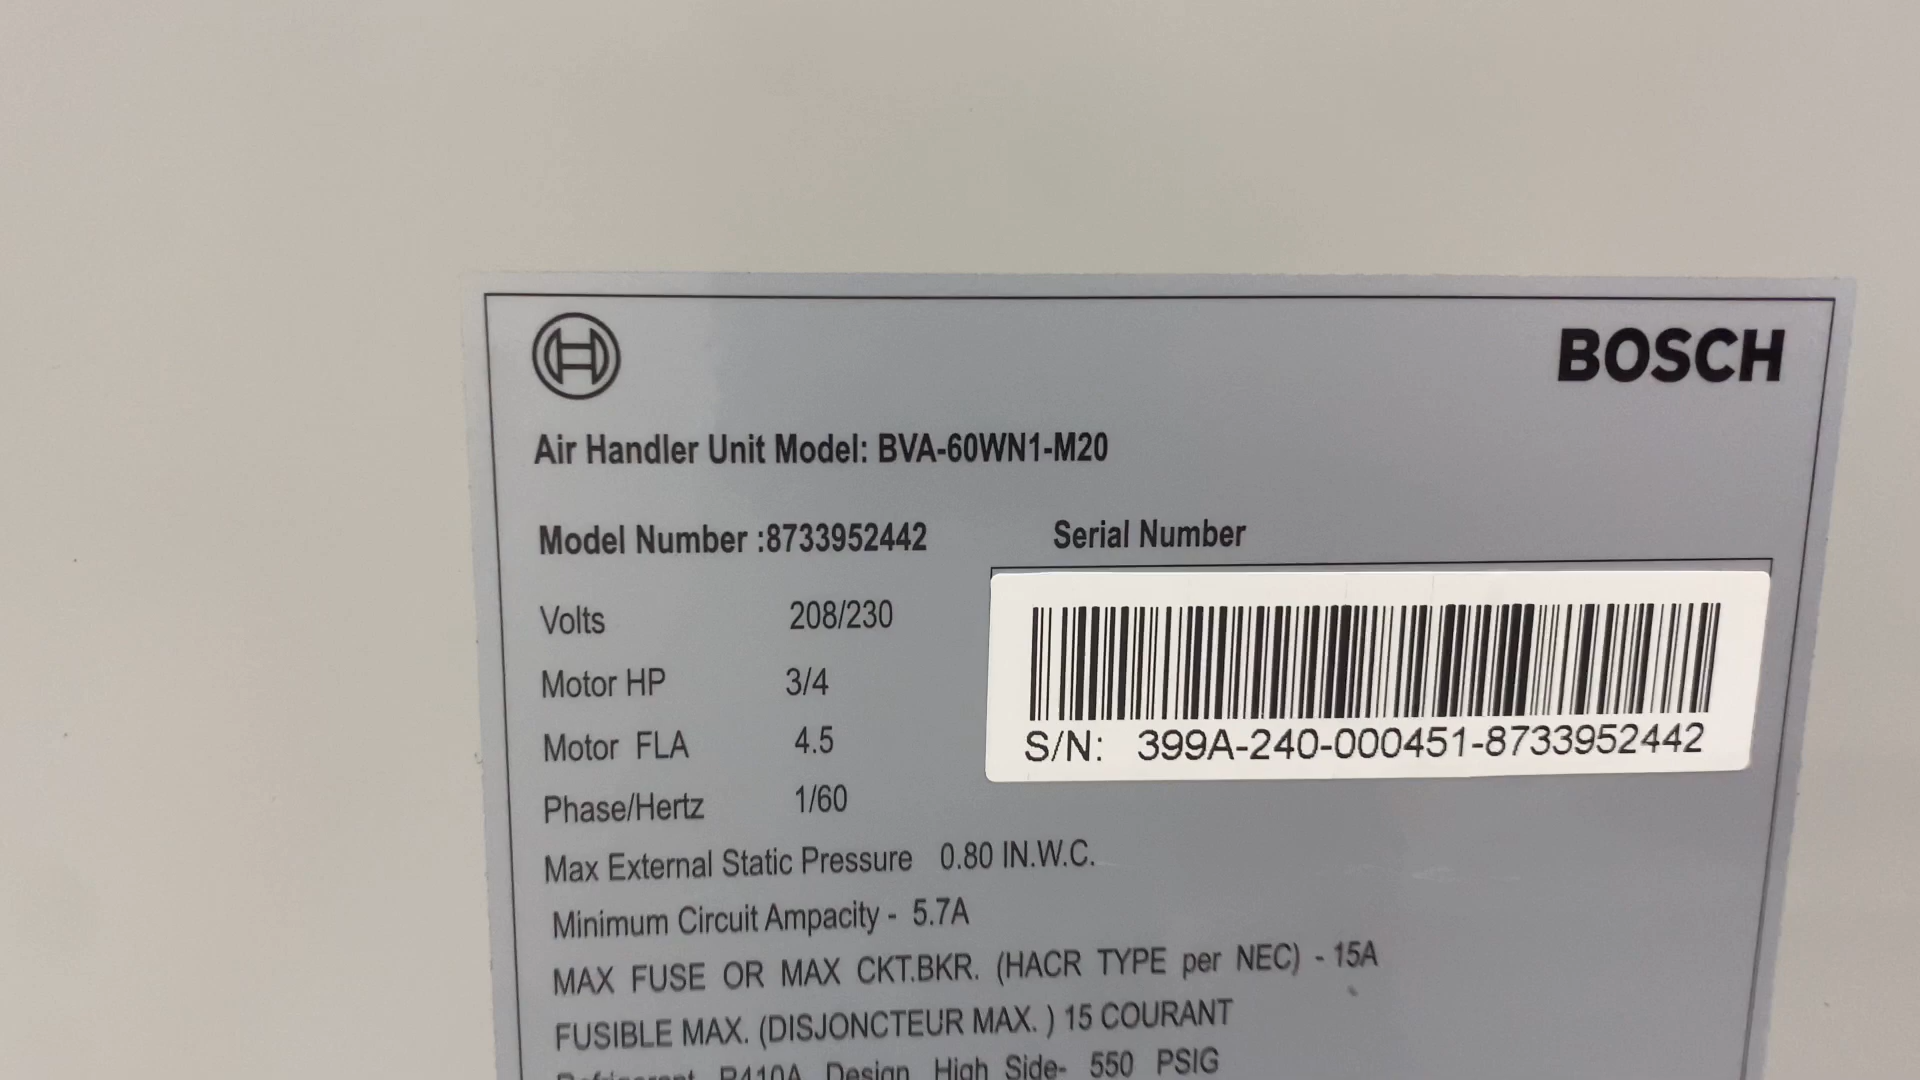 BOSCH
Air Handler Unit Model: BVA-60WN1-M20
Model Number :8733952442
Serial Number
Volts 208/230
Motor HP 3/4
Motor FLA 4.5
Phase/Hertz 1/60
S/N: 399A-240-000451-8733952442
Max External Static Pressure 0.80 IN.W.C.
Minimum Circuit Ampacity - 5.7A
MAX FUSE OR MAX CKT.BKR. (HACR TYPE per NEC) - 15A
FUSIBLE MAX. (DISJONCTEUR MAX. ) 15 COURANT
Refrigerant R410A Design High Side- 550 PSIG